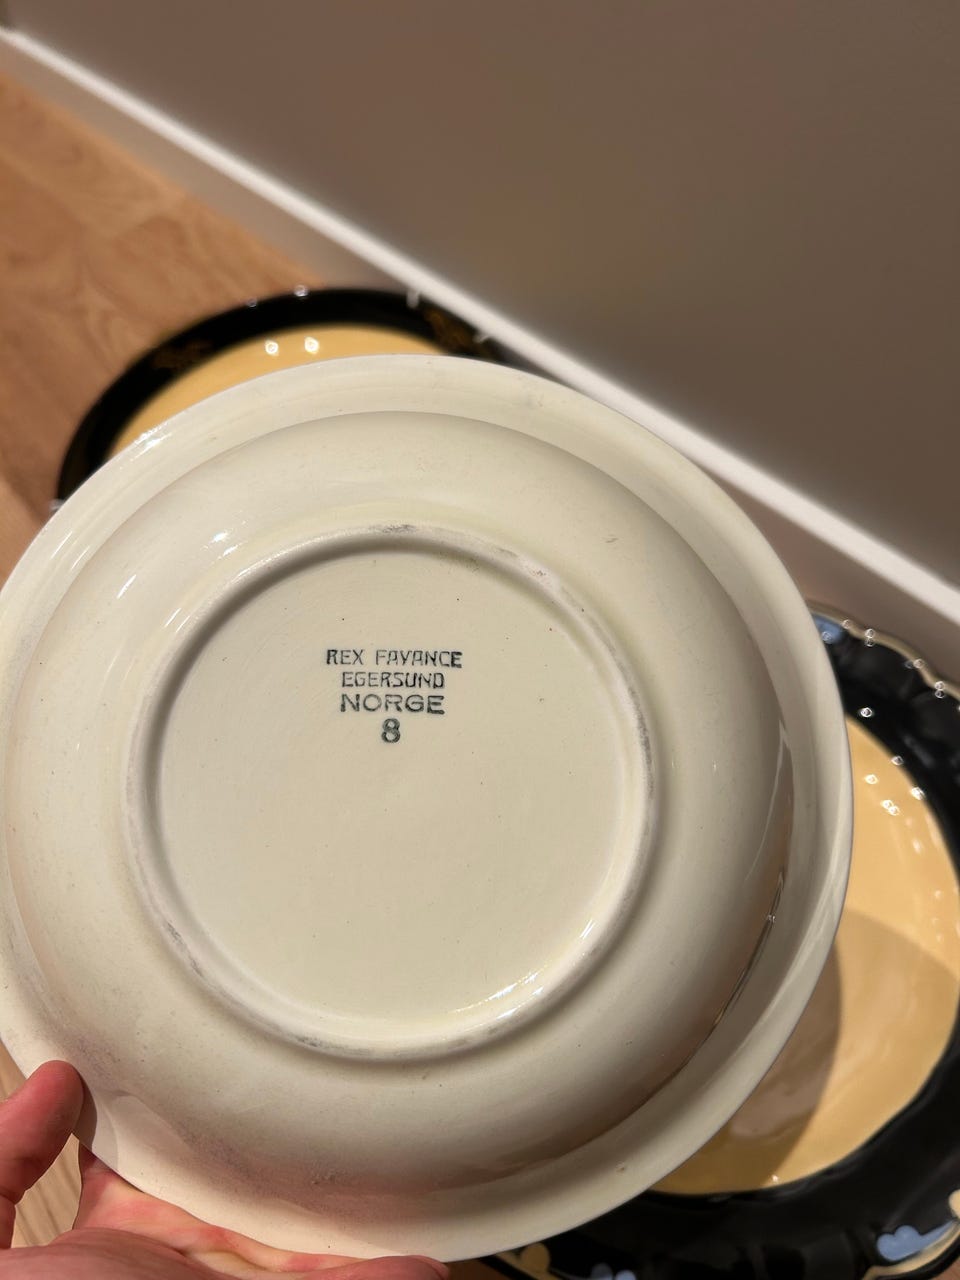 REX FAYANCE
EGERSUND
NORGE
8